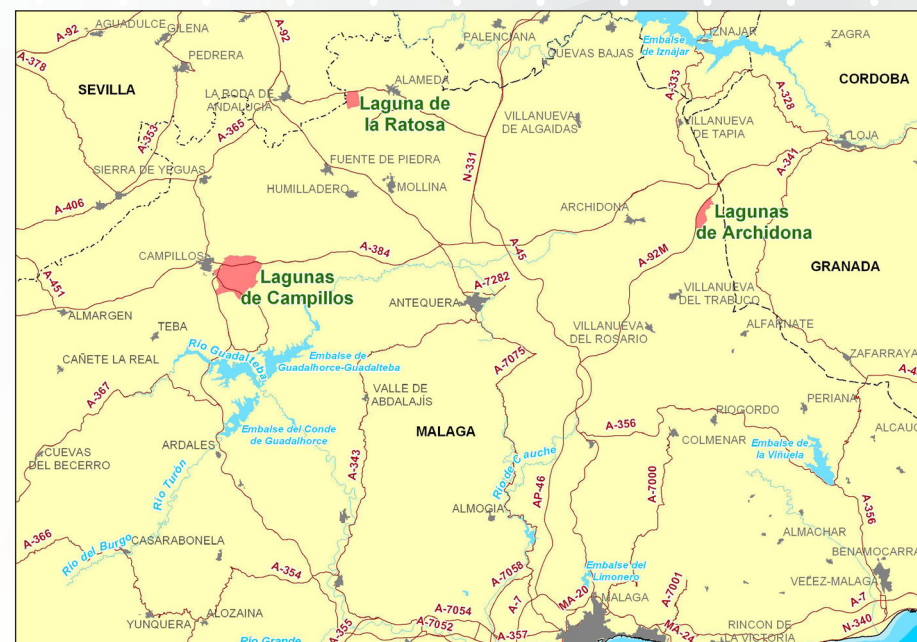 AGUADULCE
GILENA
A-92
A-92
PALENCIANA
CUEVAS BAJAS
Embalse
de Iznájar
IZNAJAR
ZAGRA
A-378
PEDRERA
SEVILLA
CORDOBA
A-333
A-328
LA RODA DE
ANDALUCIA
ALAMEDA
Laguna de
la Ratosa
VILLANUEVA
DE ALGAIDAS
VILLANUEVA
DE TAPIA
LOJA
A-353
A-365
N-331
A-341
SIERRA DE YEGUAS
FUENTE DE PIEDRA
HUMILLADERO
MOLLINA
A-406
ARCHIDONA
Lagunas
de Archidona
CAMPILLOS
A-384
A-45
A-92M
GRANADA
A-451
Lagunas
de Campillos
A-7282
ANTEQUERA
VILLANUEVA
DEL TRABUCO
ALMARGEN
TEBA
VILLANUEVA
DEL ROSARIO
ALFARNATE
CAÑETE LA REAL
Río Guadalteba
Embalse de
Guadalhorce-Guadalteba
A-7075
ZAFARRAYA
A-4
A-367
VALLE DE
ABDALAJÍS
PERIANA
RIOGORDO
Embalse del Conde
de Guadalhorce
MALAGA
A-356
COLMENAR
Embalse de
la Viñuela
ALCAUC
CUEVAS
DEL BECERRO
ARDALES
Río Turón
A-343
Río de Cauche
AP-46
A-7000
A-356
ALMOGIA
ALMACHAR
A-366
Río del Burgo
CASARABONELA
BENAMOCARRA
A-354
A-7058
Embalse del
Limonero
A-7001
VELEZ-MALAGA
YUNQUERA
ALOZAINA
A-7054
A-7
MA-20
MALAGA
A-7
Río Grande
A-355
A-7052
A-357
MA-24
RINCON DE
LA VICTORIA
N-340